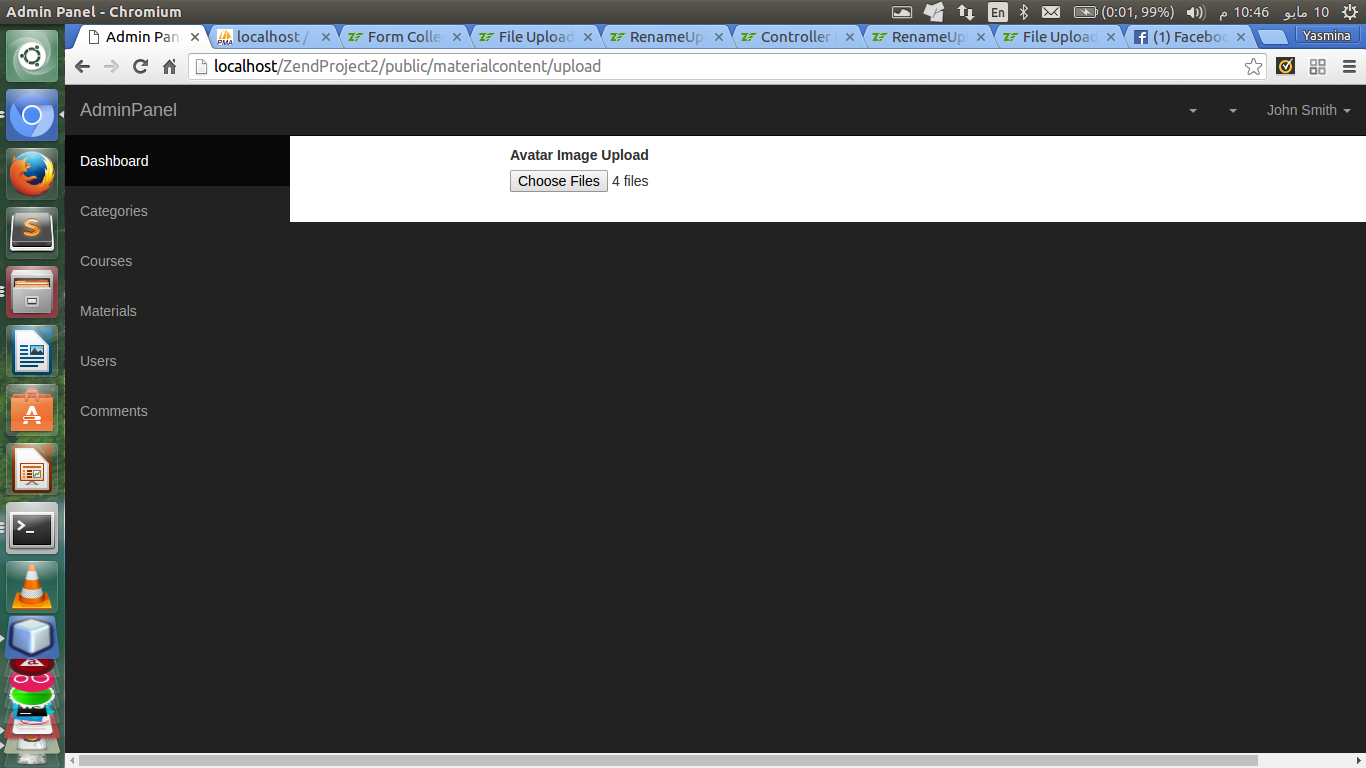 Admin Panel - Chromium
En
(0:01, 99%)
10:46 م
10 مايو
Admin Pan
localhost /
Form Colle
File Upload
RenameUpl
Controller
RenameUpl
File Upload
(1) Faceboo
Yasmina
localhost/ZendProject2/public/materialcontent/upload
AdminPanel
John Smith
Dashboard
Categories
Courses
Materials
Users
Comments
Avatar Image Upload
Choose Files 4 files